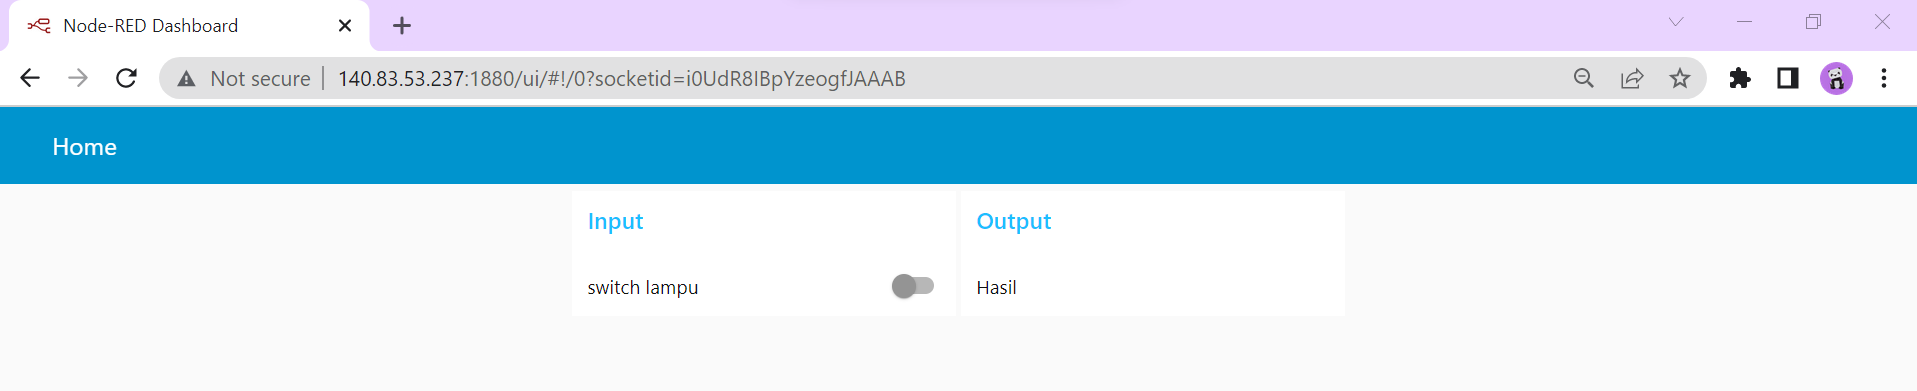 Node-RED Dashboard
Not secure 140.83.53.237:1880/ui/#!/0?socketid=i0UdR8IBpYzeogfJAAAB
Home
Input
switch lampu
Output
Hasil